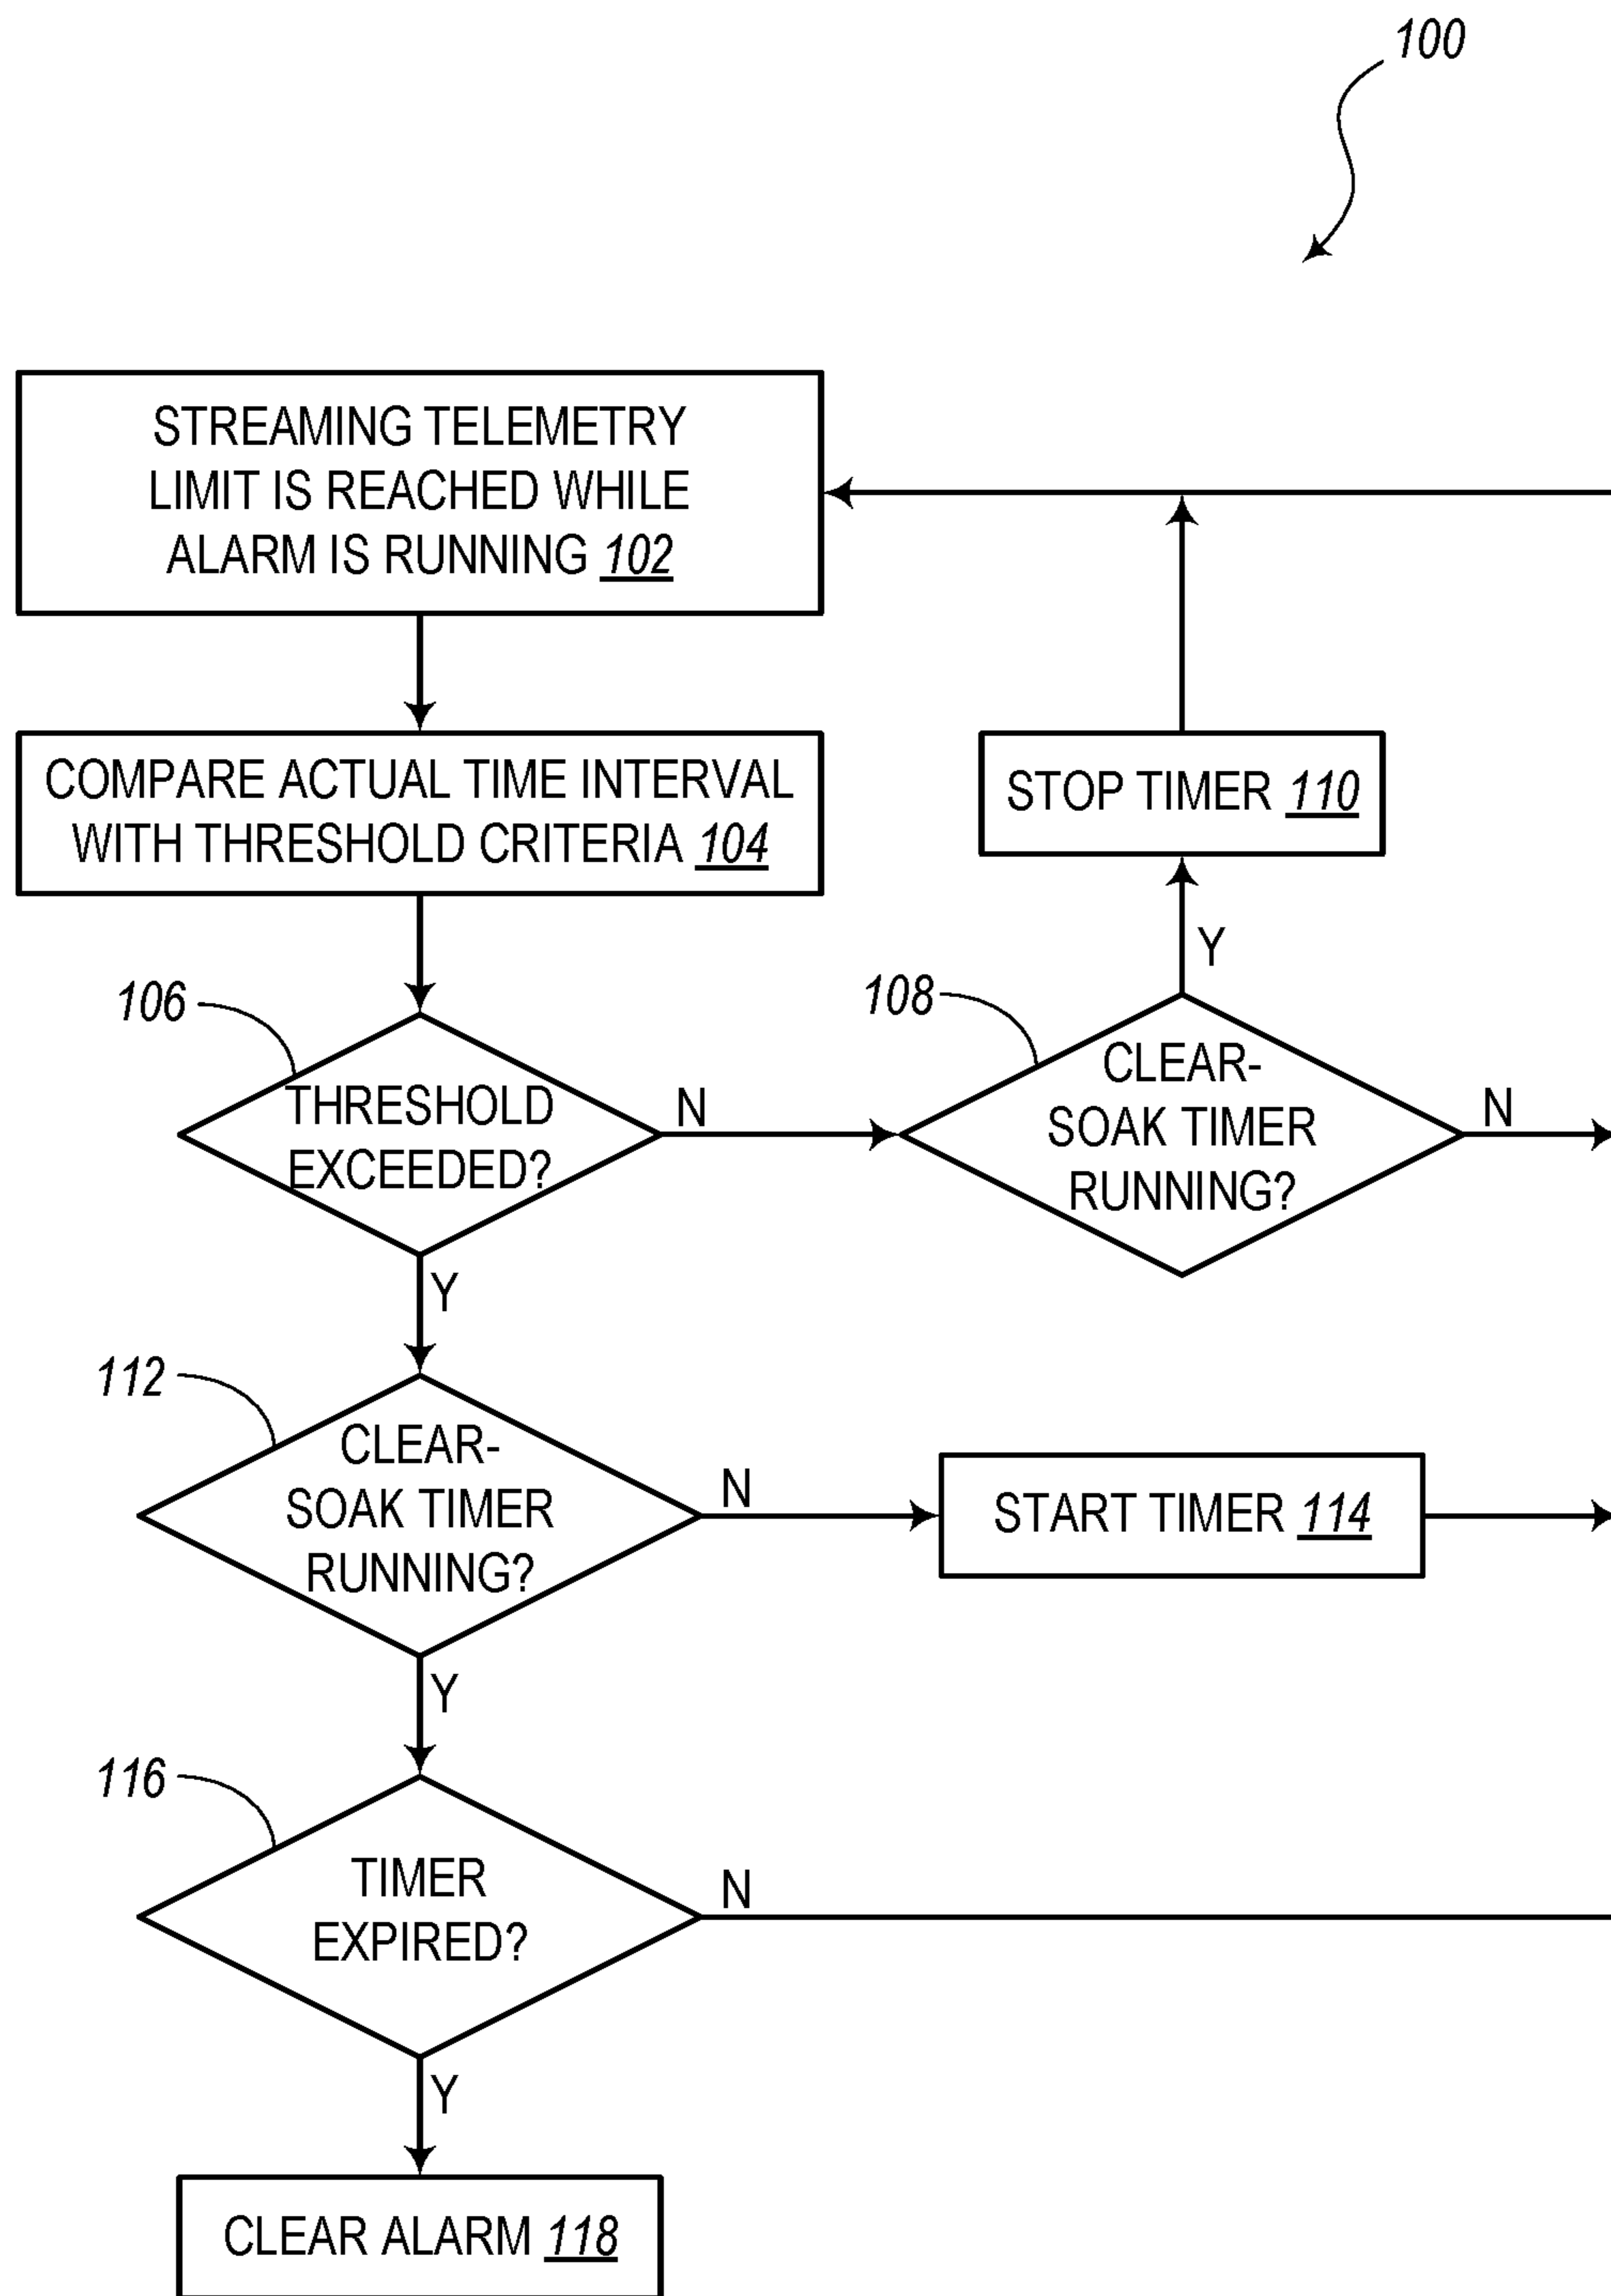 100
STREAMING TELEMETRY
LIMIT IS REACHED WHILE
ALARM IS RUNNING 102
COMPARE ACTUAL TIME INTERVAL
WITH THRESHOLD CRITERIA 104
STOP TIMER 110
Y
106
THRESHOLD
EXCEEDED?
N
108
CLEAR-
SOAK TIMER
RUNNING?
N
Y
112
CLEAR-
SOAK TIMER
RUNNING?
N
START TIMER 114
Y
116
TIMER
EXPIRED?
N
Y
CLEAR ALARM 118